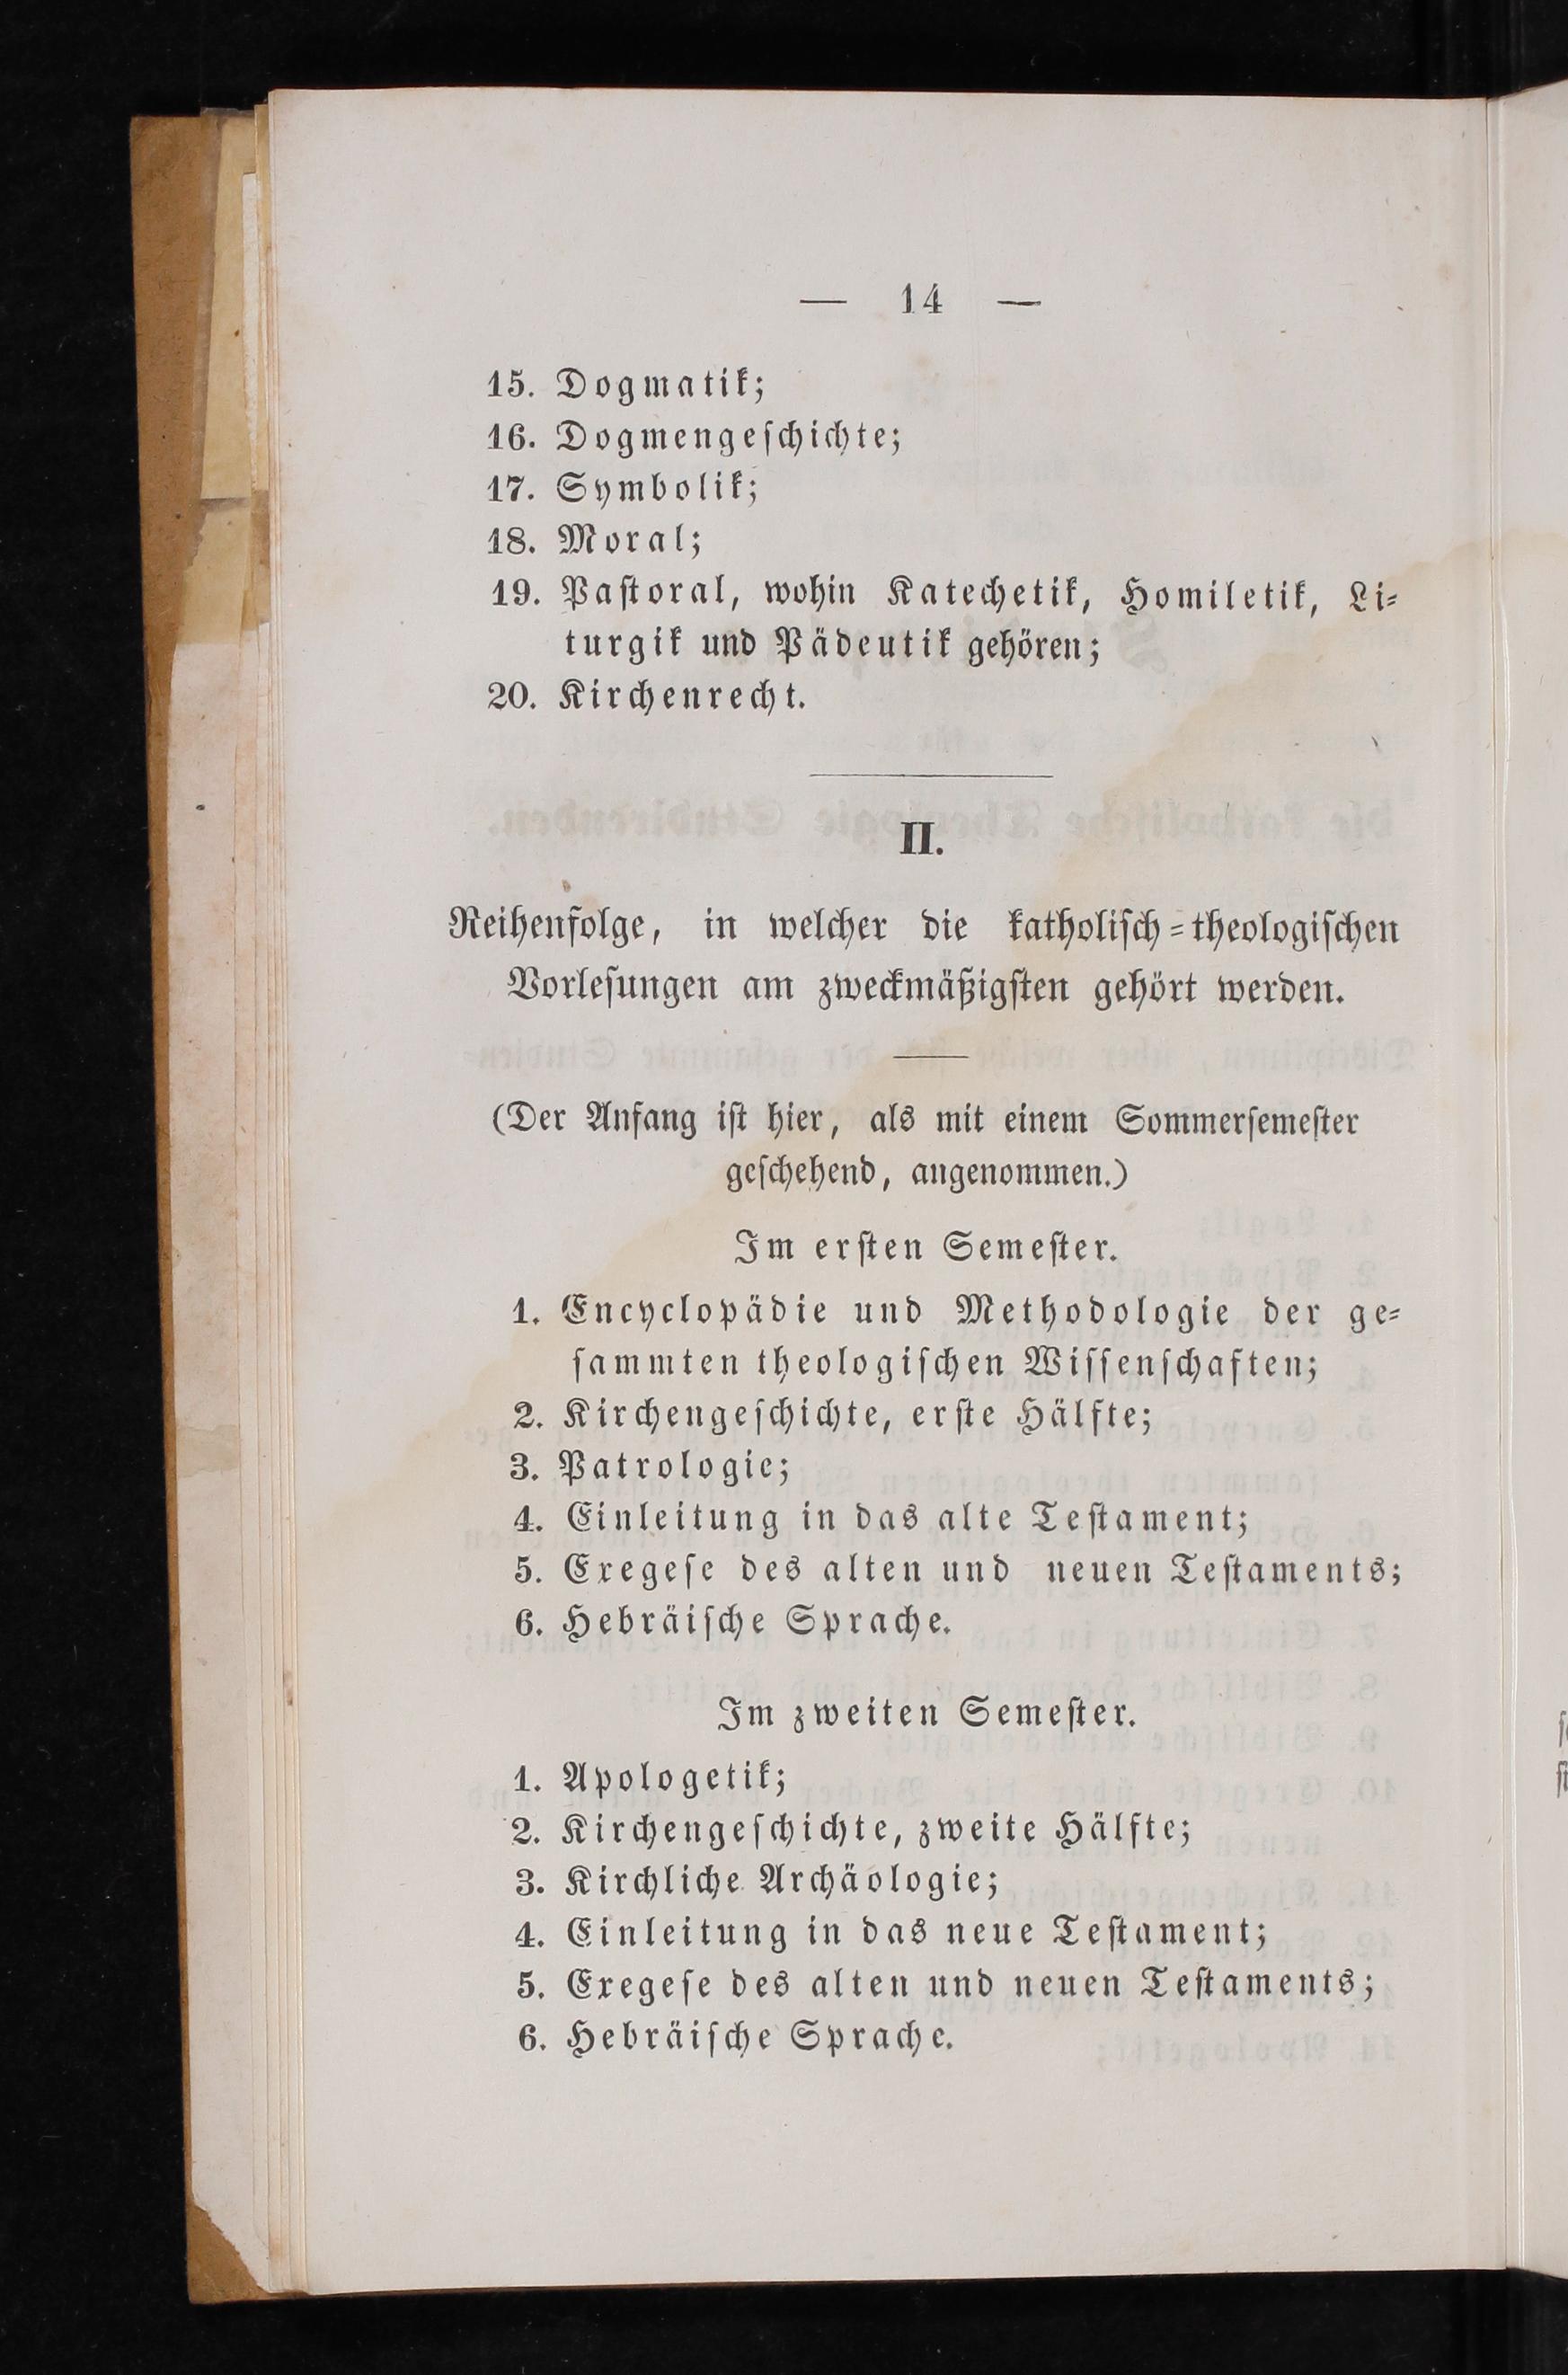 — 14 —
15. Dogmatik;
16. Dogmengeſchichte;
17. Symbolik;
18. Moral;
19. Paſtoral, wohin Katechetik, Homiletik, Li-
turgik und Pädeutik gehören;
20. Kirchenrecht.
II.
Reihenfolge, in welcher die katholiſch-theologiſchen
Vorleſungen am zweckmäßigſten gehört werden.
(Der Anfang iſt hier, als mit einem Sommerſemeſter
geſchehend, angenommen.)
Im erſten Semeſter.
1. Encyclopädie und Methodologie der ge-
ſammten theologiſchen Wiſſenſchaften;
2. Kirchengeſchichte, erſte Hälfte;
3. Patrologie;
4. Einleitung in das alte Teſtament;
5. Exegeſe des alten und neuen Teſtaments;
6. Hebräiſche Sprache.
Im zweiten Semeſter.
1. Apologetik;
2. Kirchengeſchichte, zweite Hälfte;
3. Kirchliche Archäologie;
4. Einleitung in das neue Teſtament;
5. Exegeſe des alten und neuen Teſtaments;
6. Hebräiſche Sprache.